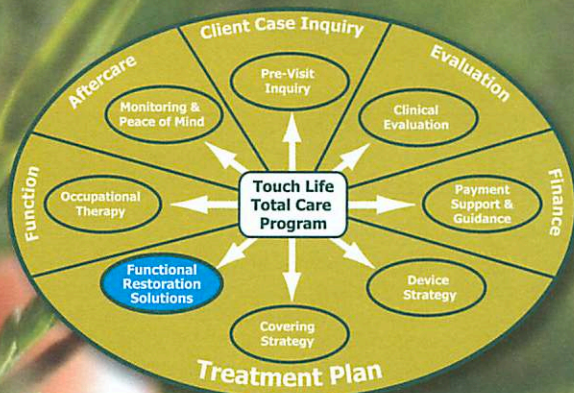 Client Case Inquiry
Pre-Visit
Inquiry
Evaluation
Clinical
Evaluation
Finance
Payment
Support &
Guidance
Treatment Plan
Device
Strategy
Covering
Strategy
Functional
Restoration
Solutions
Function
Occupational
Therapy
Aftercare
Monitoring &
Peace of Mind
Touch Life
Total Care
Program